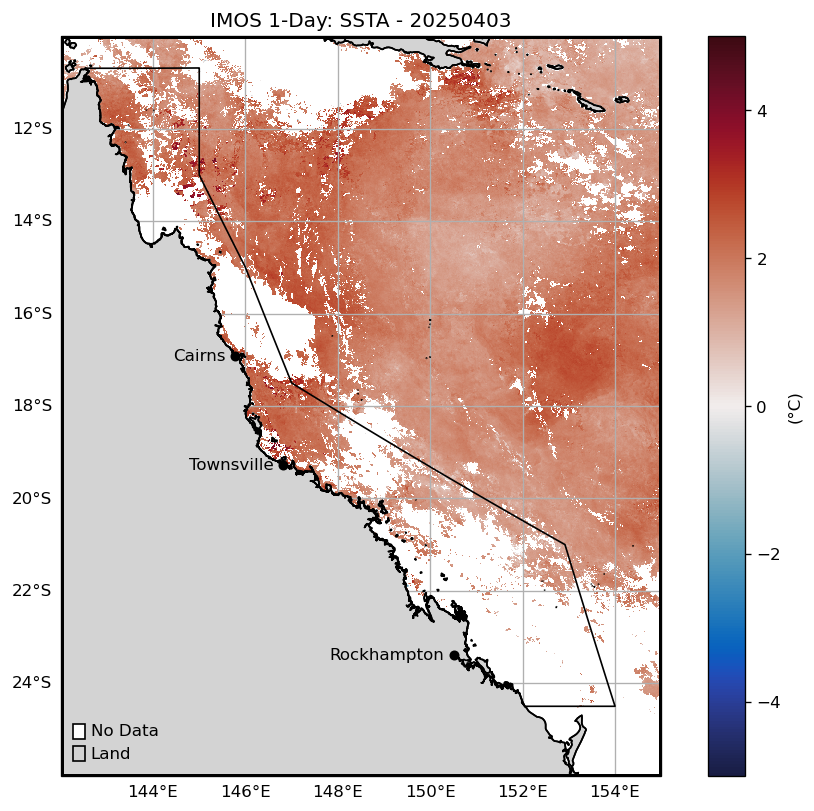 IMOS 1-Day: SSTA - 20250403
12°S
14°S
16°S
18°S
20°S
22°S
24°S
Cairns
Townsville
Rockhampton
No Data
Land
144°E 146°E 148°E 150°E 152°E 154°E
4
2
0
−2
−4
(°C)